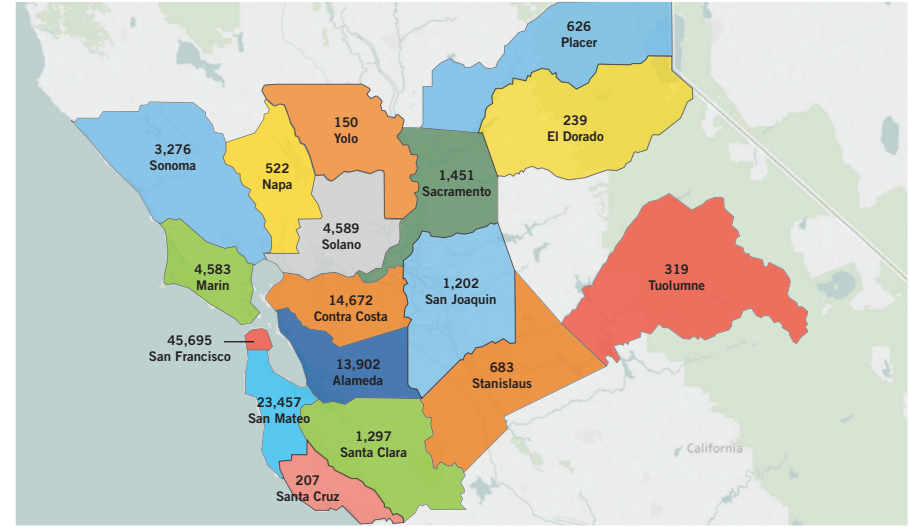 626
Placer
239
El Dorado
150
Yolo
3,276
Sonoma
522
Napa
1,451
Sacramento
4,589
Solano
4,583
Marin
319
Tuolumne
1,202
San Joaquin
14,672
Contra Costa
45,695
San Francisco
13,902
Alameda
683
Stanislaus
23,457
San Mateo
1,297
Santa Clara
California
207
Santa Cruz